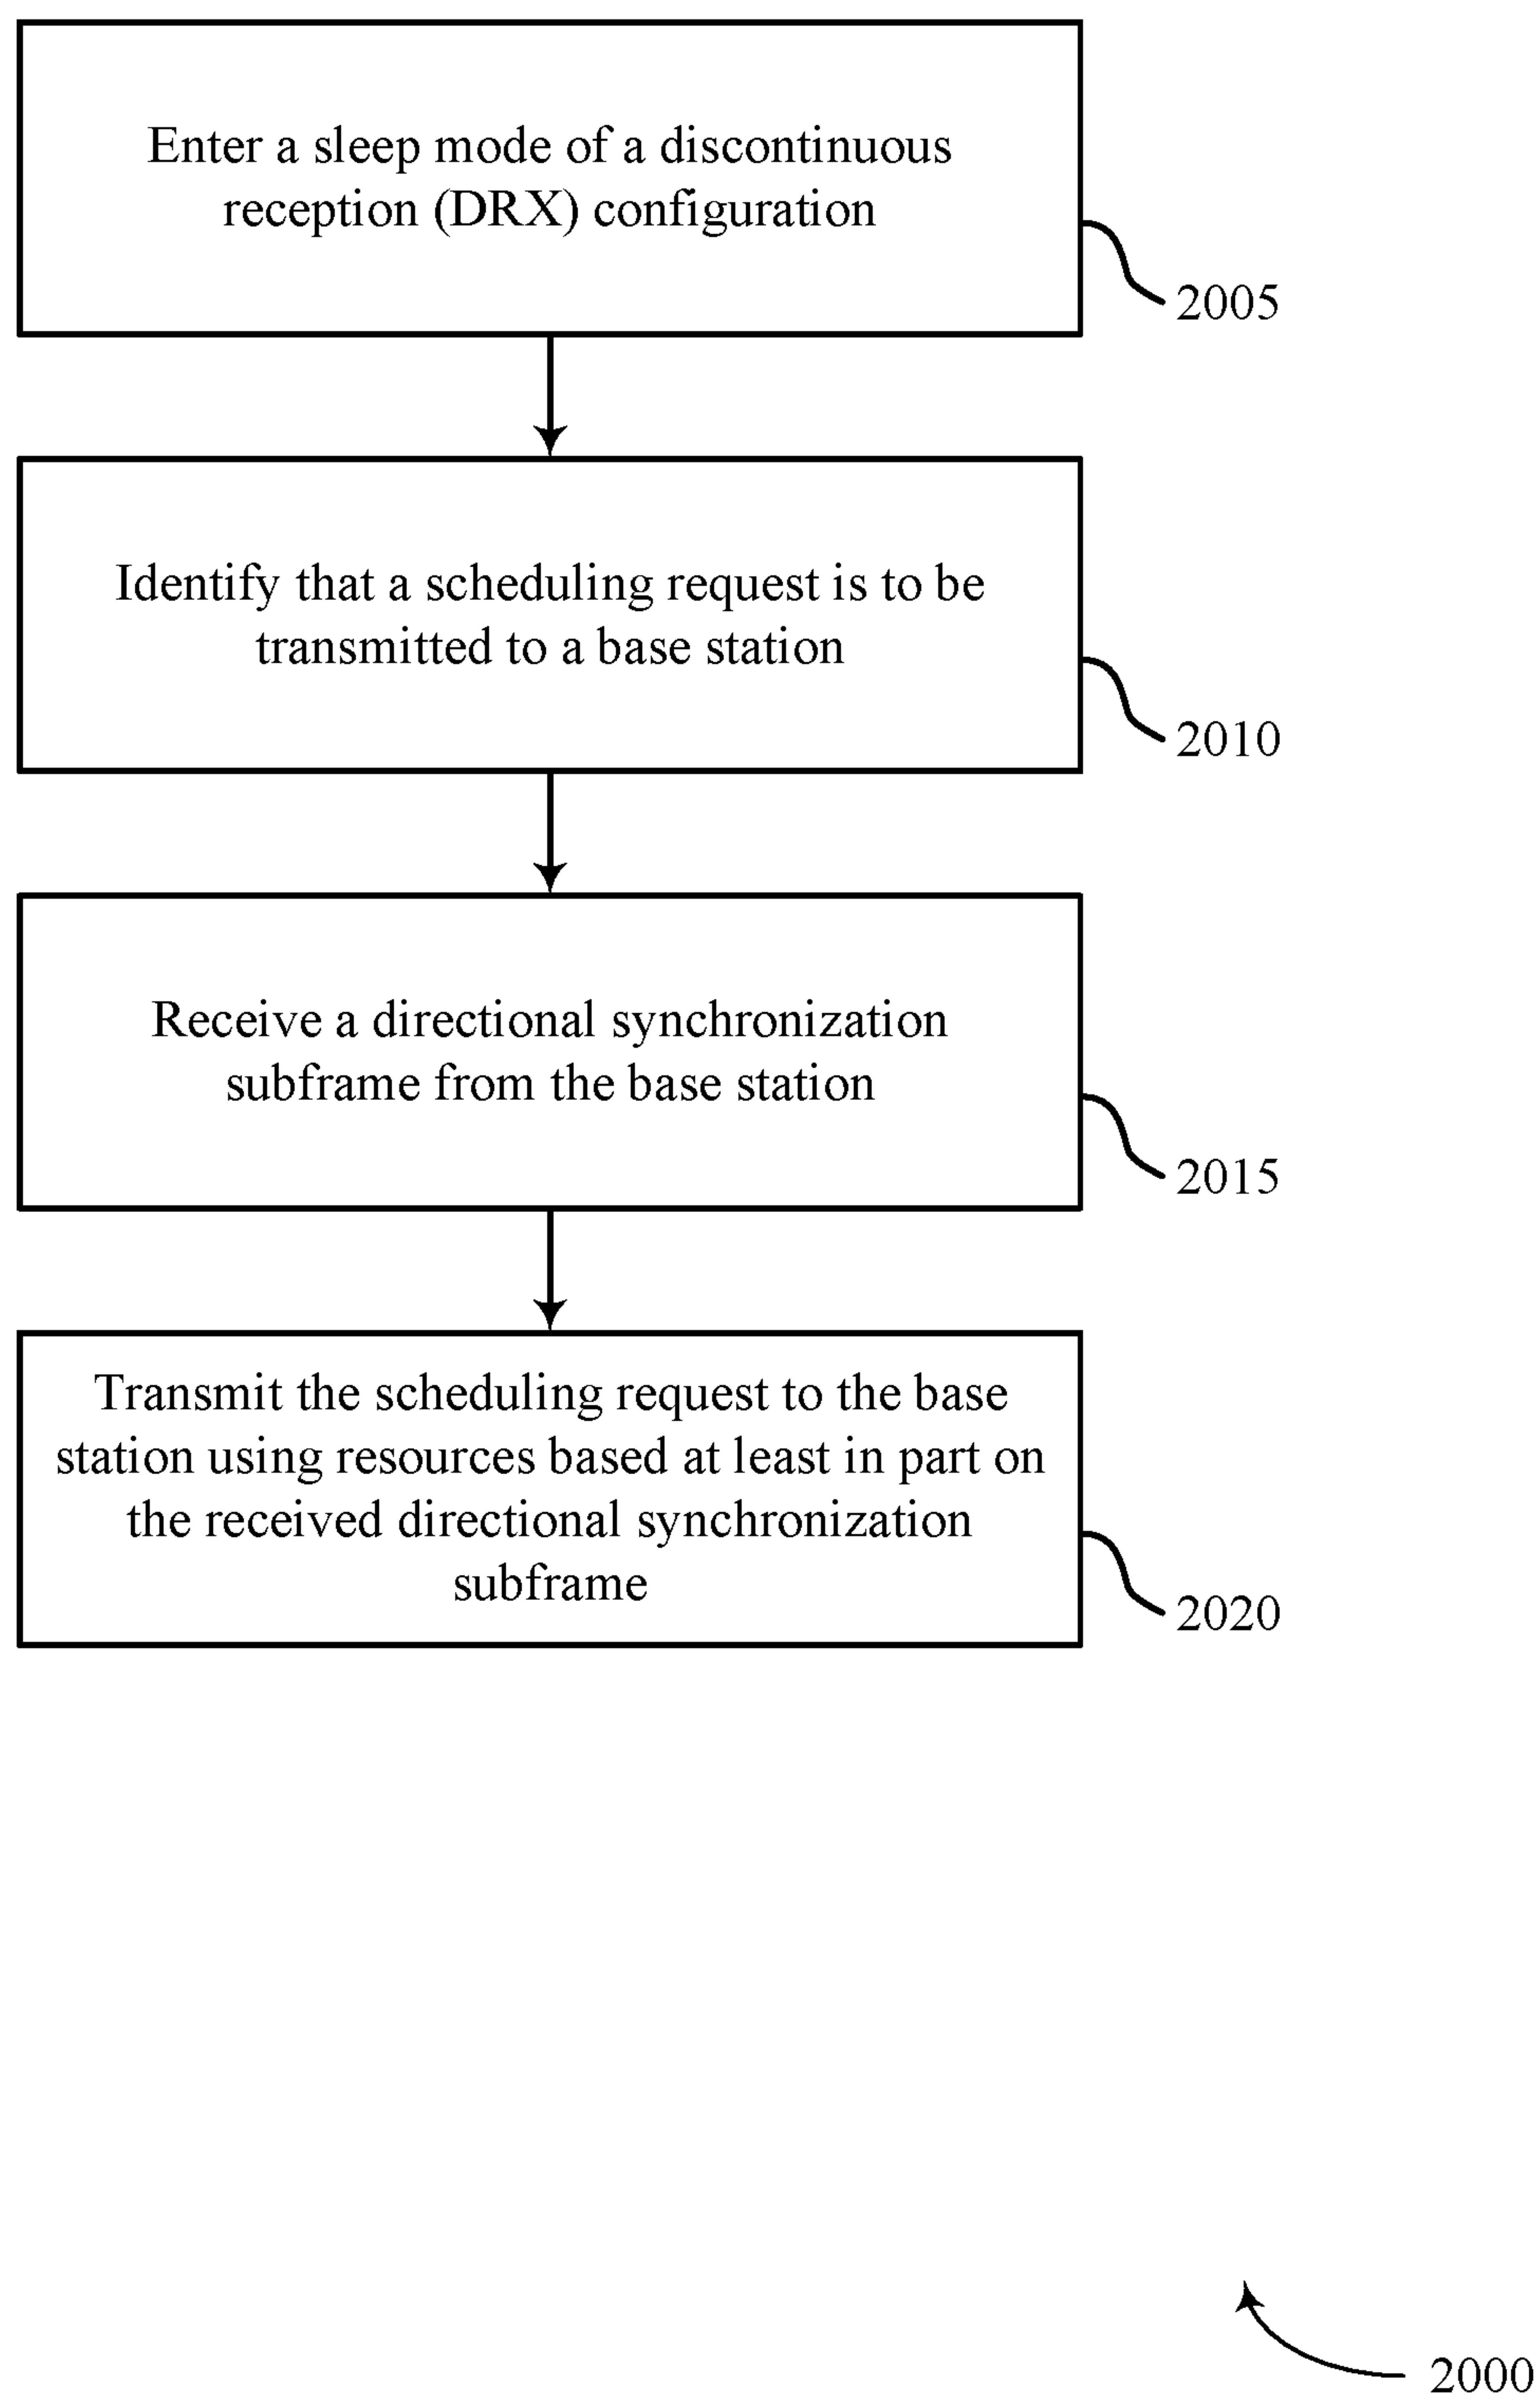 Enter a sleep mode of a discontinuous
reception (DRX) configuration
2005
Identify that a scheduling request is to be
transmitted to a base station
2010
Receive a directional synchronization
subframe from the base station
2015
Transmit the scheduling request to the base
station using resources based at least in part on
the received directional synchronization
subframe
2020
2000